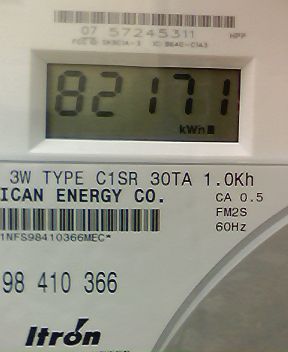 07 57245311
HPP
82171
kWh
3W TYPE C1SR 30TA 1.0Kh
ICAN ENERGY CO.
CA 0.5
FM2S
60Hz
1NFS98410366MEC*
98 410 366
Itron